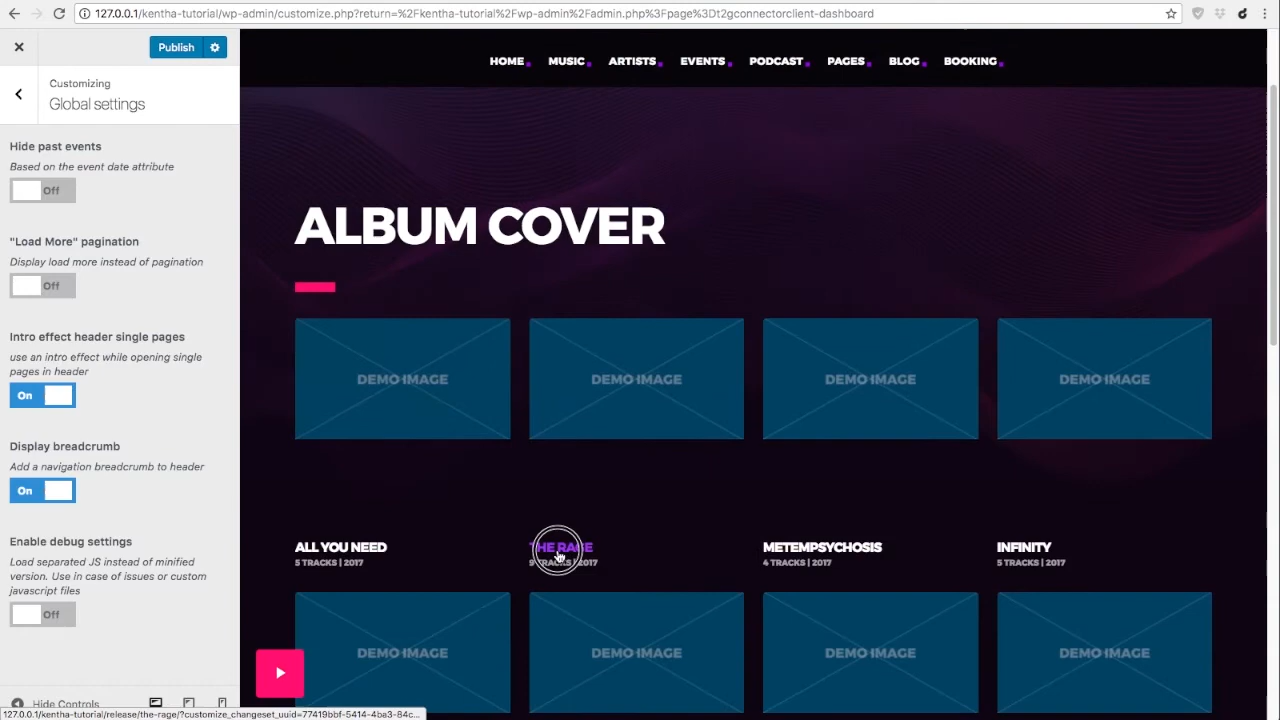 127.0.0.1/kentha-tutorial/wp-admin/customize.php?return=%2Fkentha-tutorial%2Fwp-admin%2Fadmin.php%3Fpage%3Dt2gconnectorclient-dashboard
Publish
Customizing
Global settings
Hide past events
Based on the event date attribute
Off
"Load More" pagination
Display load more instead of pagination
Off
Intro effect header single pages
use an intro effect while opening single
pages in header
On
Display breadcrumb
Add a navigation breadcrumb to header
On
Enable debug settings
Load separated JS instead of minified
version. Use in case of issues or custom
javascript files
Off
Hide Controls
HOME MUSIC ARTISTS EVENTS PODCAST PAGES BLOG BOOKING
ALBUM COVER
DEMO IMAGE DEMO IMAGE DEMO IMAGE DEMO IMAGE
ALL YOU NEED THE RAGE METEMPSYCHOSIS INFINITY
5 TRACKS | 2017 9 TRACKS | 2017 4 TRACKS | 2017 5 TRACKS | 2017
DEMO IMAGE DEMO IMAGE DEMO IMAGE DEMO IMAGE
127.0.0.1/kentha-tutorial/release/the-rage/?customize_changeset_uuid=77419bbf-5414-4ba3-84c...